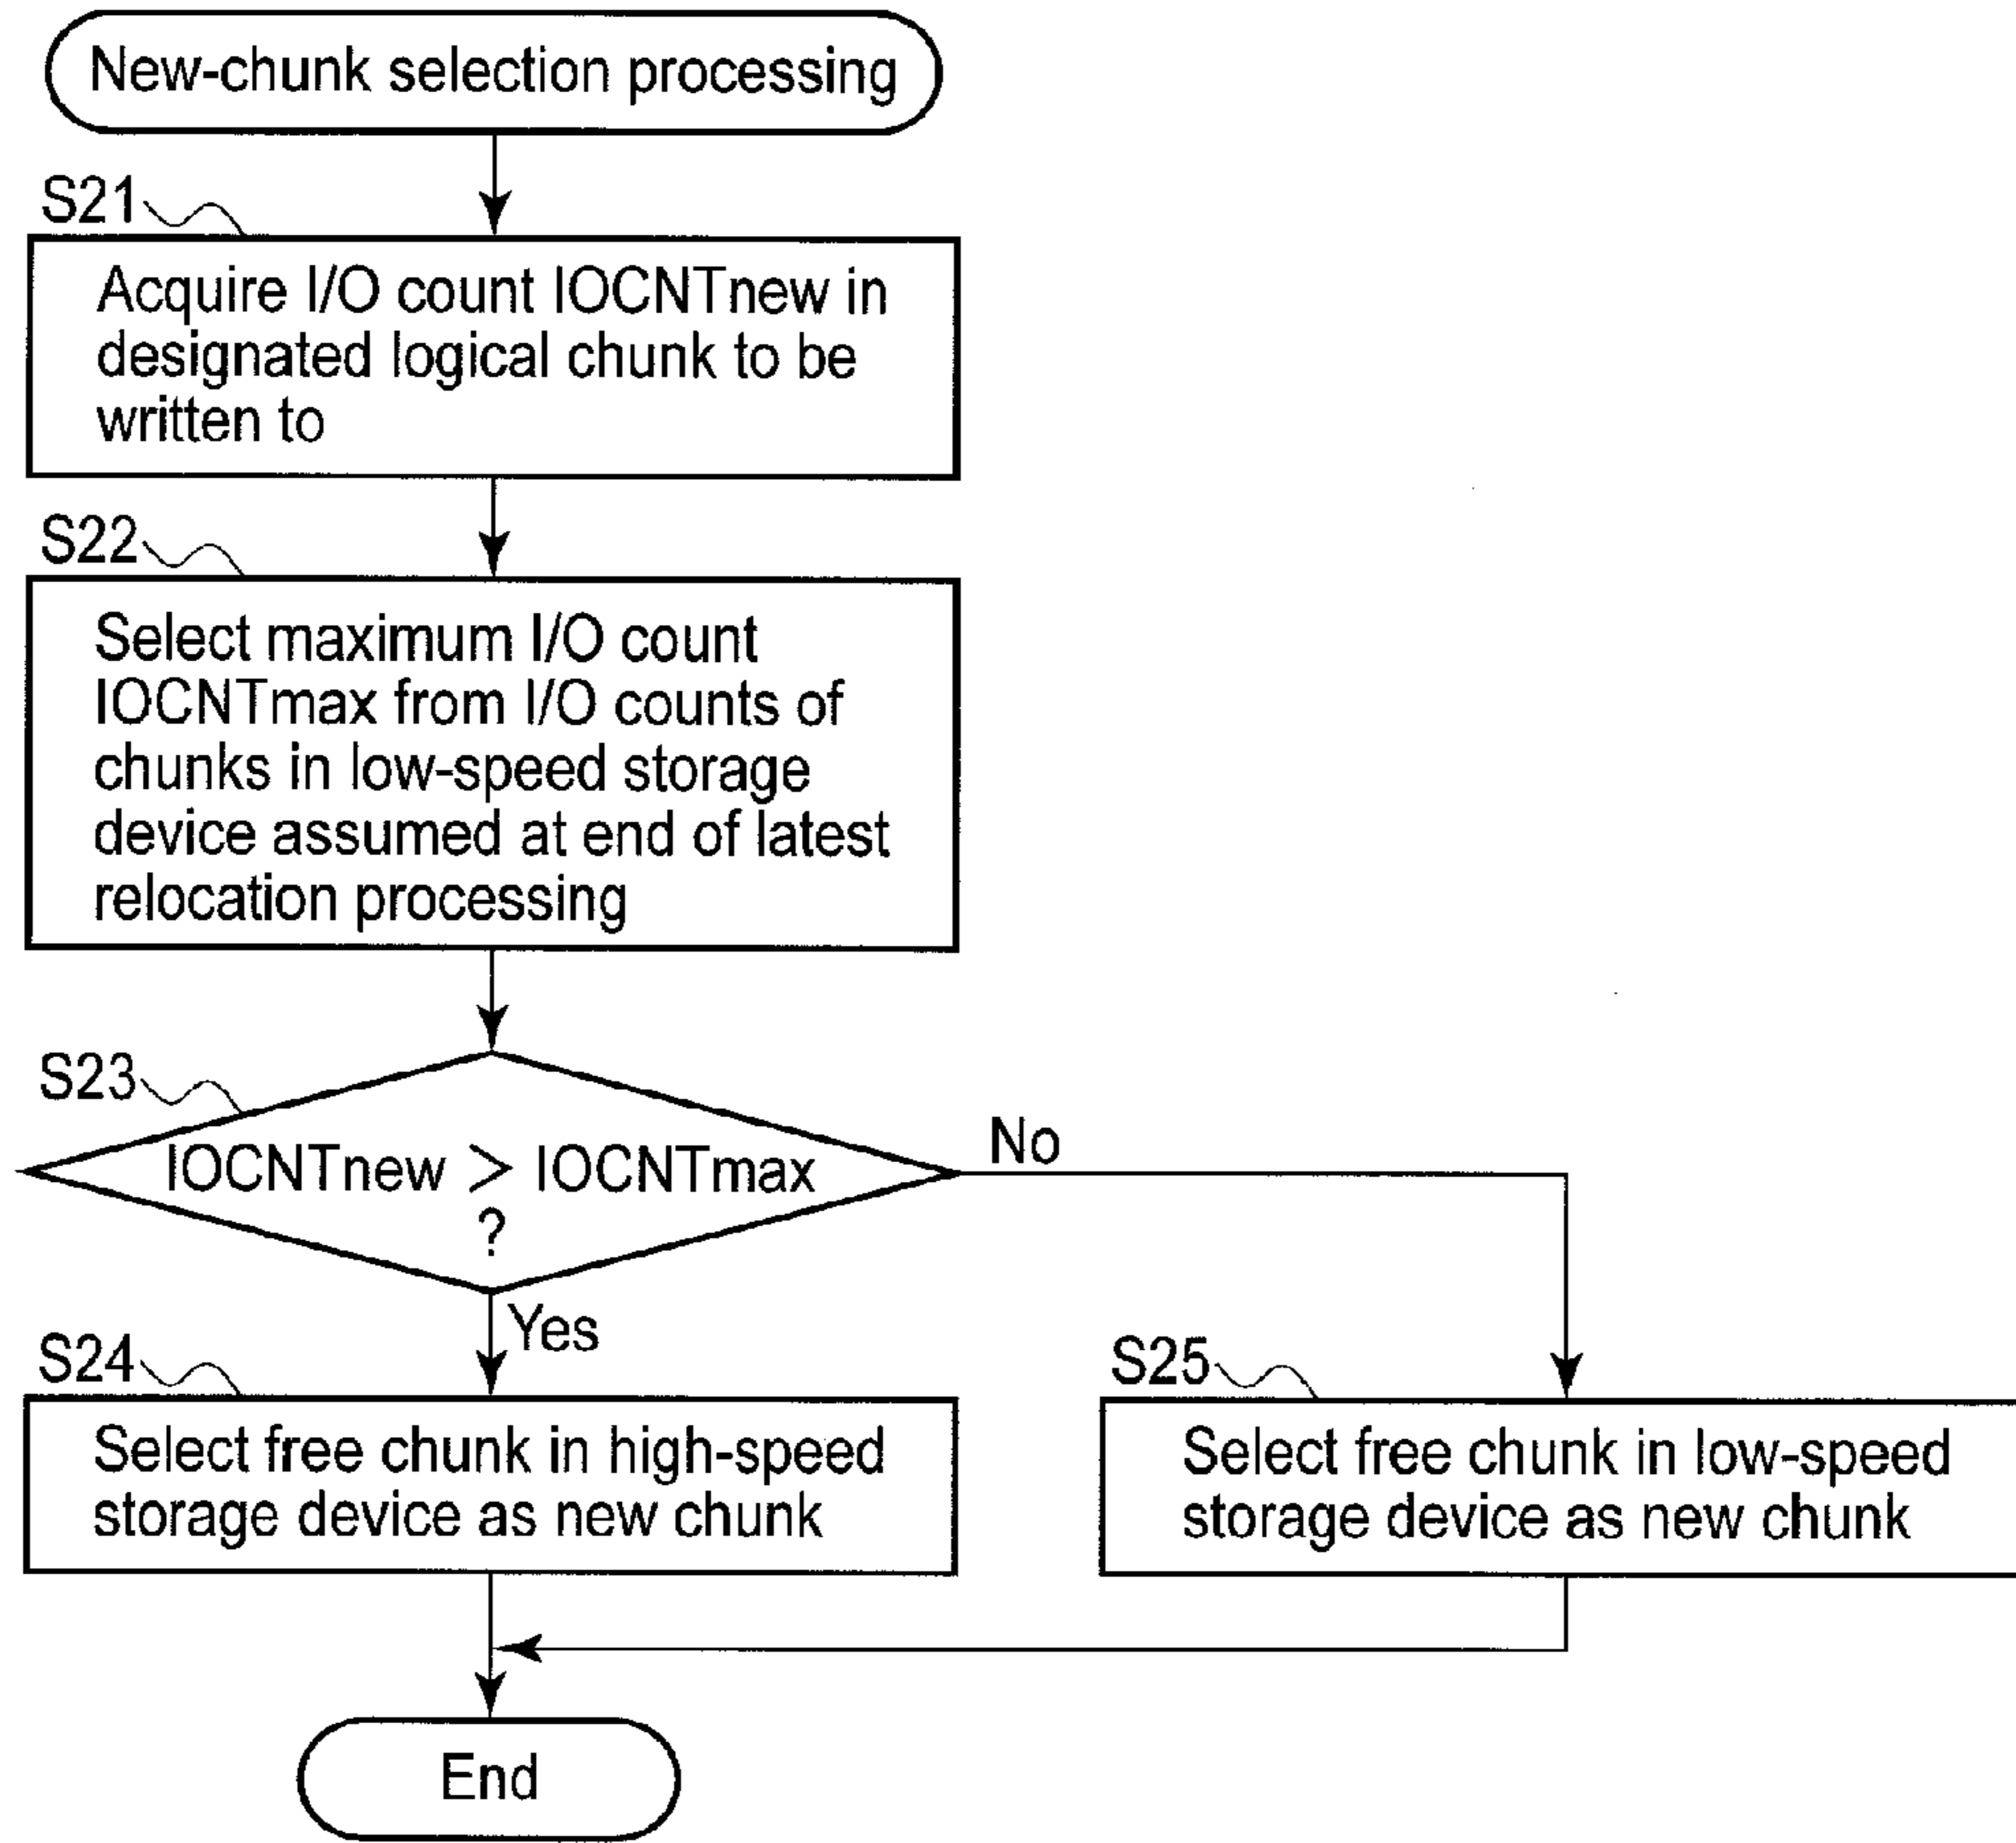 New-chunk selection processing
S21
Acquire I/O count IOCNTnew in
designated logical chunk to be
written to
S22
Select maximum I/O count
IOCNTmax from I/O counts of
chunks in low-speed storage
device assumed at end of latest
relocation processing
S23
IOCNTnew > IOCNTmax
?
No
Yes
S24
Select free chunk in high-speed
storage device as new chunk
S25
Select free chunk in low-speed
storage device as new chunk
End